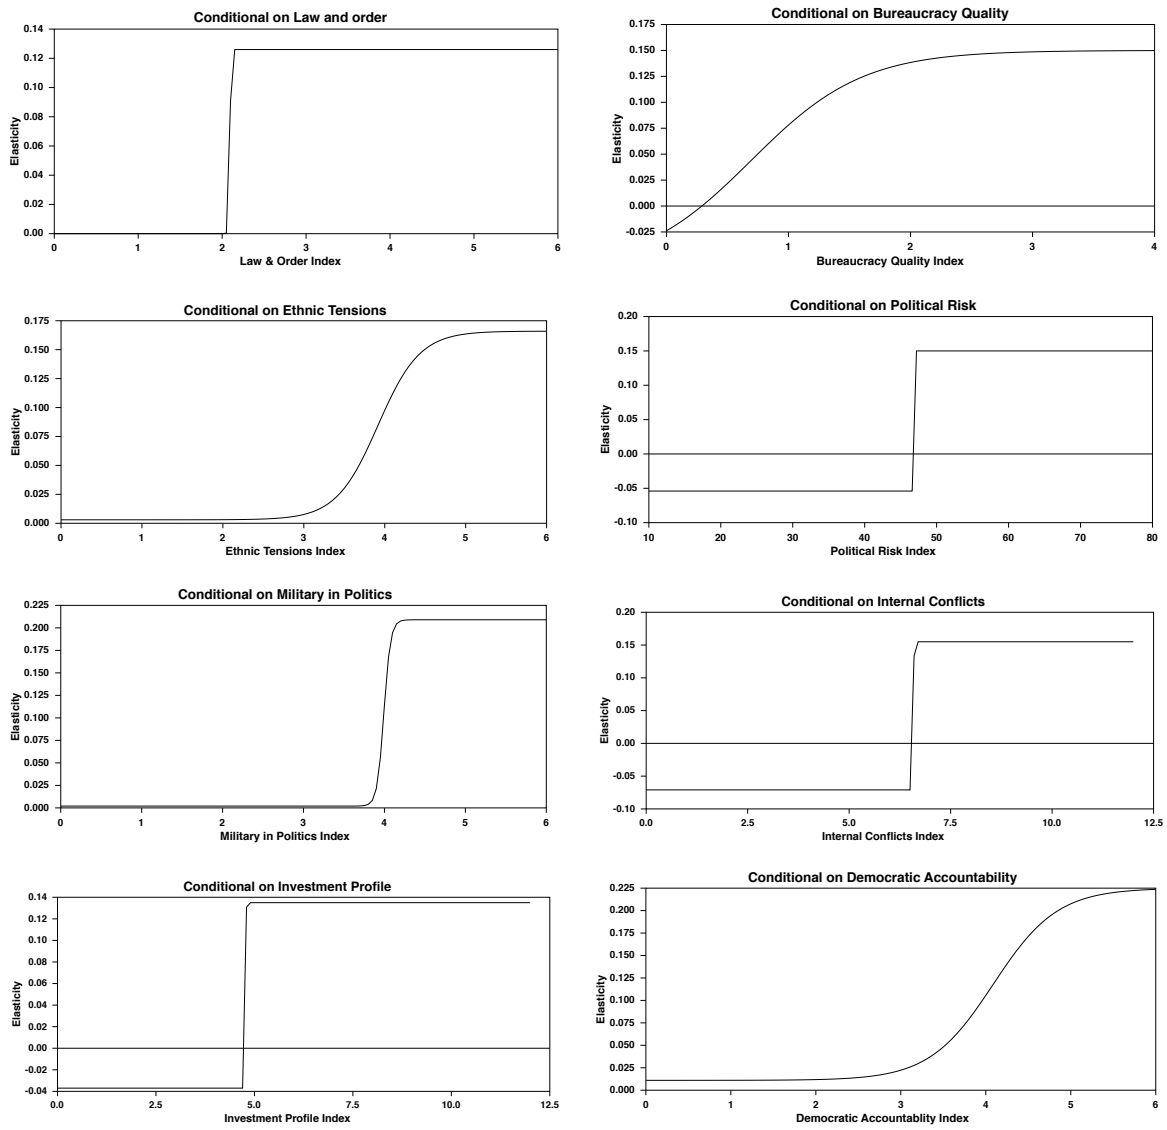 Conditional on Law and order
Elasticity
0.14
0.12
0.10
0.08
0.06
0.04
0.02
0.00
0 1 2 3 4 5 6
Law & Order Index
Conditional on Bureaucracy Quality
Elasticity
0.175
0.150
0.125
0.100
0.075
0.050
0.025
0.000
-0.025
0 1 2 3 4
Bureaucracy Quality Index
Conditional on Ethnic Tensions
Elasticity
0.175
0.150
0.125
0.100
0.075
0.050
0.025
0.000
0 1 2 3 4 5 6
Ethnic Tensions Index
Conditional on Political Risk
Elasticity
0.20
0.15
0.10
0.05
0.00
-0.05
-0.10
10 20 30 40 50 60 70 80
Political Risk Index
Conditional on Military in Politics
Elasticity
0.225
0.200
0.175
0.150
0.125
0.100
0.075
0.050
0.025
0.000
0 1 2 3 4 5 6
Military in Politics Index
Conditional on Internal Conflicts
Elasticity
0.20
0.15
0.10
0.05
0.00
-0.05
-0.10
0.0 2.5 5.0 7.5 10.0 12.5
Internal Conflicts Index
Conditional on Investment Profile
Elasticity
0.14
0.12
0.10
0.08
0.06
0.04
0.02
0.00
-0.02
-0.04
0.0 2.5 5.0 7.5 10.0 12.5
Investment Profile Index
Conditional on Democratic Accountability
Elasticity
0.225
0.200
0.175
0.150
0.125
0.100
0.075
0.050
0.025
0.000
0 1 2 3 4 5 6
Democratic Accountablity Index